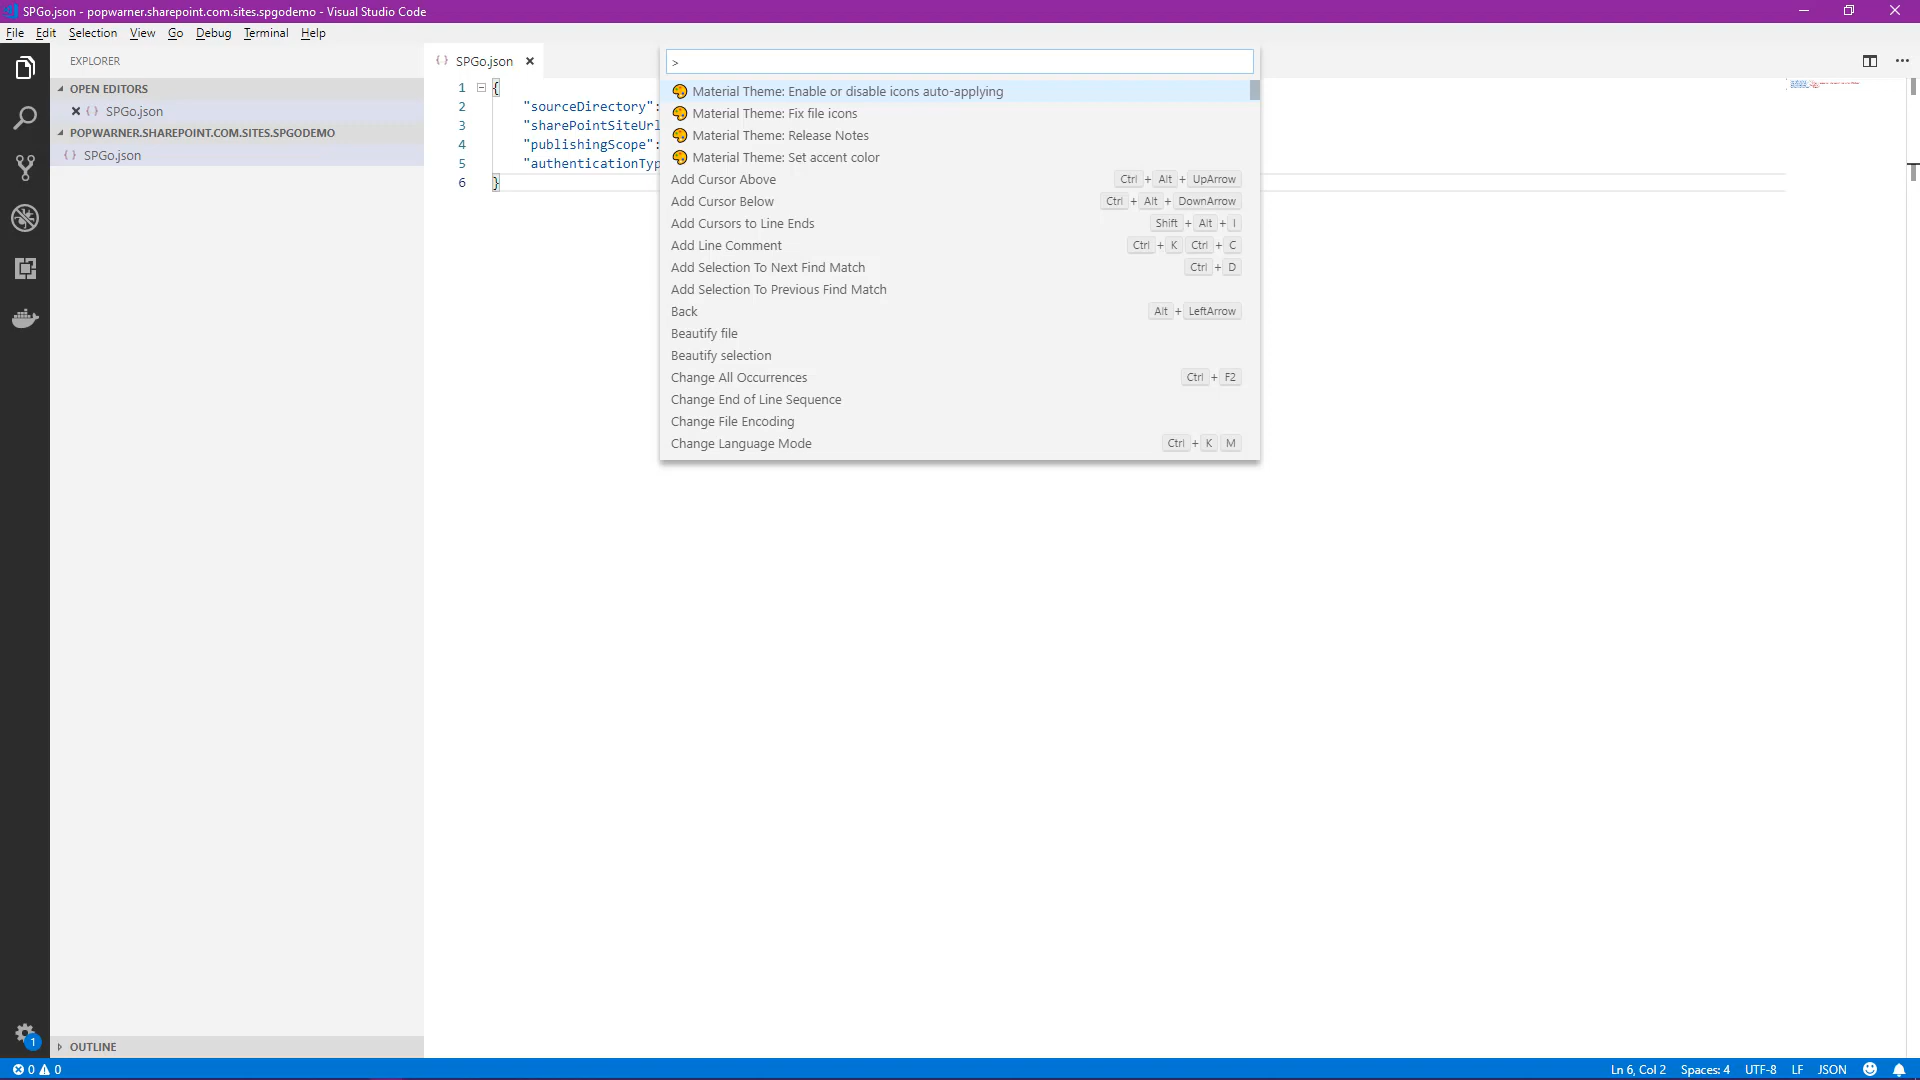 SPGo.json - popwarner.sharepoint.com.sites.spgodemo - Visual Studio Code
File Edit Selection View Go Debug Terminal Help
EXPLORER
OPEN EDITORS
SPGo.json
POPWARNER.SHAREPOINT.COM.SITES.SPGODEMO
SPGo.json
OUTLINE
SPGo.json
1 {
2 "sourceDirectory":
3 "sharePointSiteUrl
4 "publishingScope":
5 "authenticationTyp
6 }
>
Material Theme: Enable or disable icons auto-applying
Material Theme: Fix file icons
Material Theme: Release Notes
Material Theme: Set accent color
Add Cursor Above Ctrl + Alt + UpArrow
Add Cursor Below Ctrl + Alt + DownArrow
Add Cursors to Line Ends Shift + Alt + I
Add Line Comment Ctrl + K Ctrl + C
Add Selection To Next Find Match Ctrl + D
Add Selection To Previous Find Match
Back Alt + LeftArrow
Beautify file
Beautify selection
Change All Occurrences Ctrl + F2
Change End of Line Sequence
Change File Encoding
Change Language Mode Ctrl + K M
1
0 0 Ln 6, Col 2 Spaces: 4 UTF-8 LF JSON